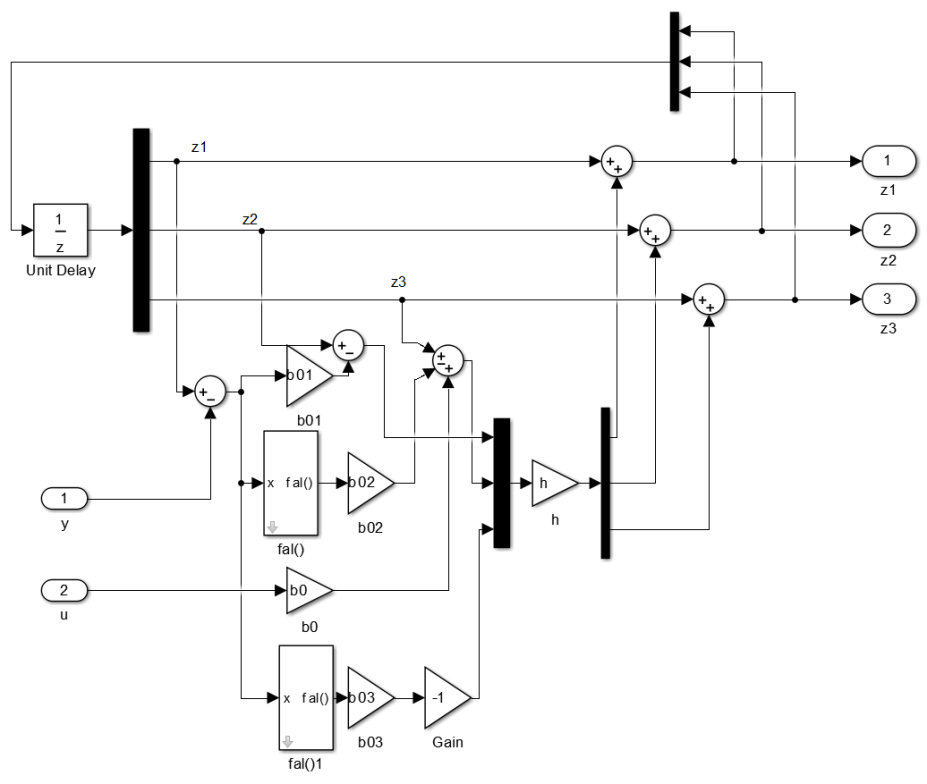 z1
1
z1
z2
2
z2
1
z
Unit Delay
z3
3
z3
b01
b01
x fal()
fal()
b02
b02
h
h
1
y
2
u
b0
b0
x fal()
fal()1
b03
b03
-1
Gain